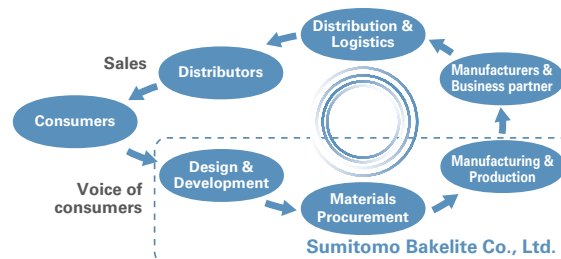 Distribution &
Logistics
Sales
Distributors
Manufacturers &
Business partner
Consumers
Design &
Development
Manufacturing &
Production
Voice of
consumers
Materials
Procurement
Sumitomo Bakelite Co., Ltd.